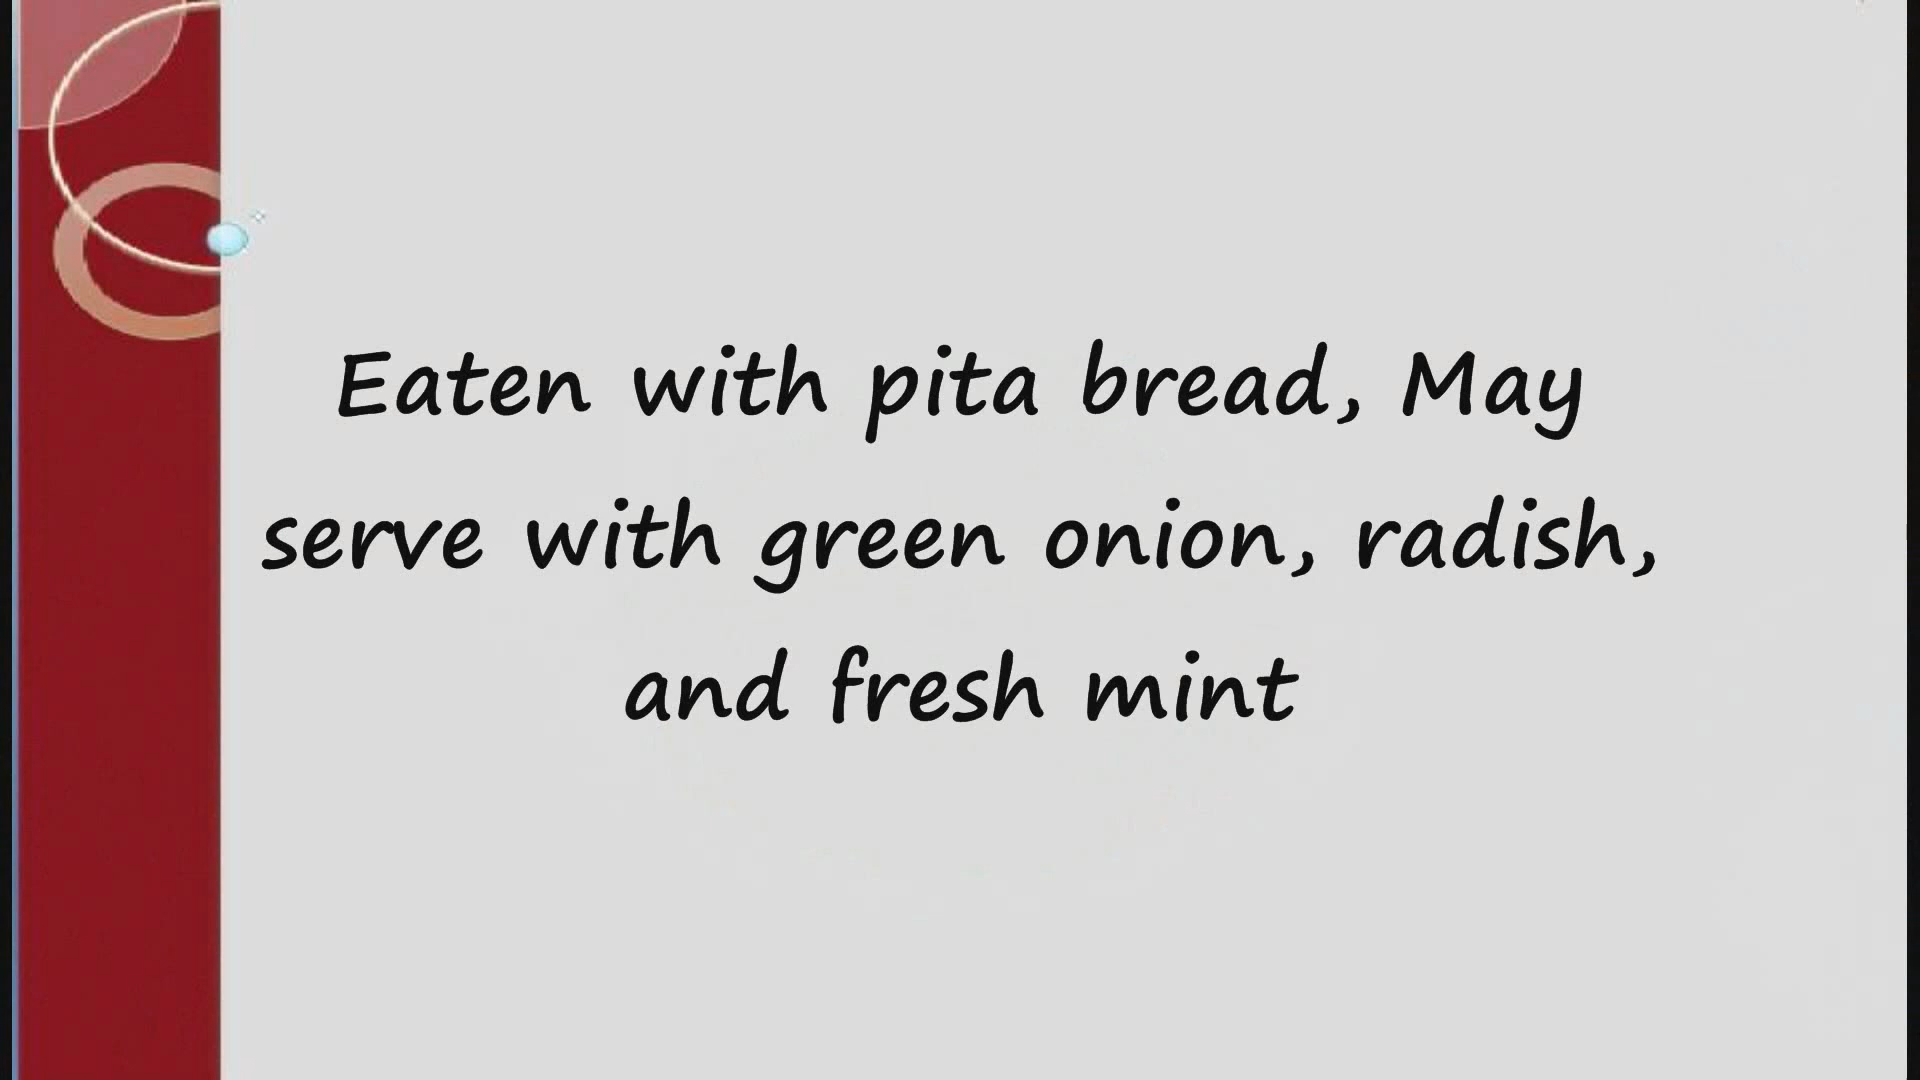 Eaten with pita bread, May
serve with green onion, radish,
and fresh mint